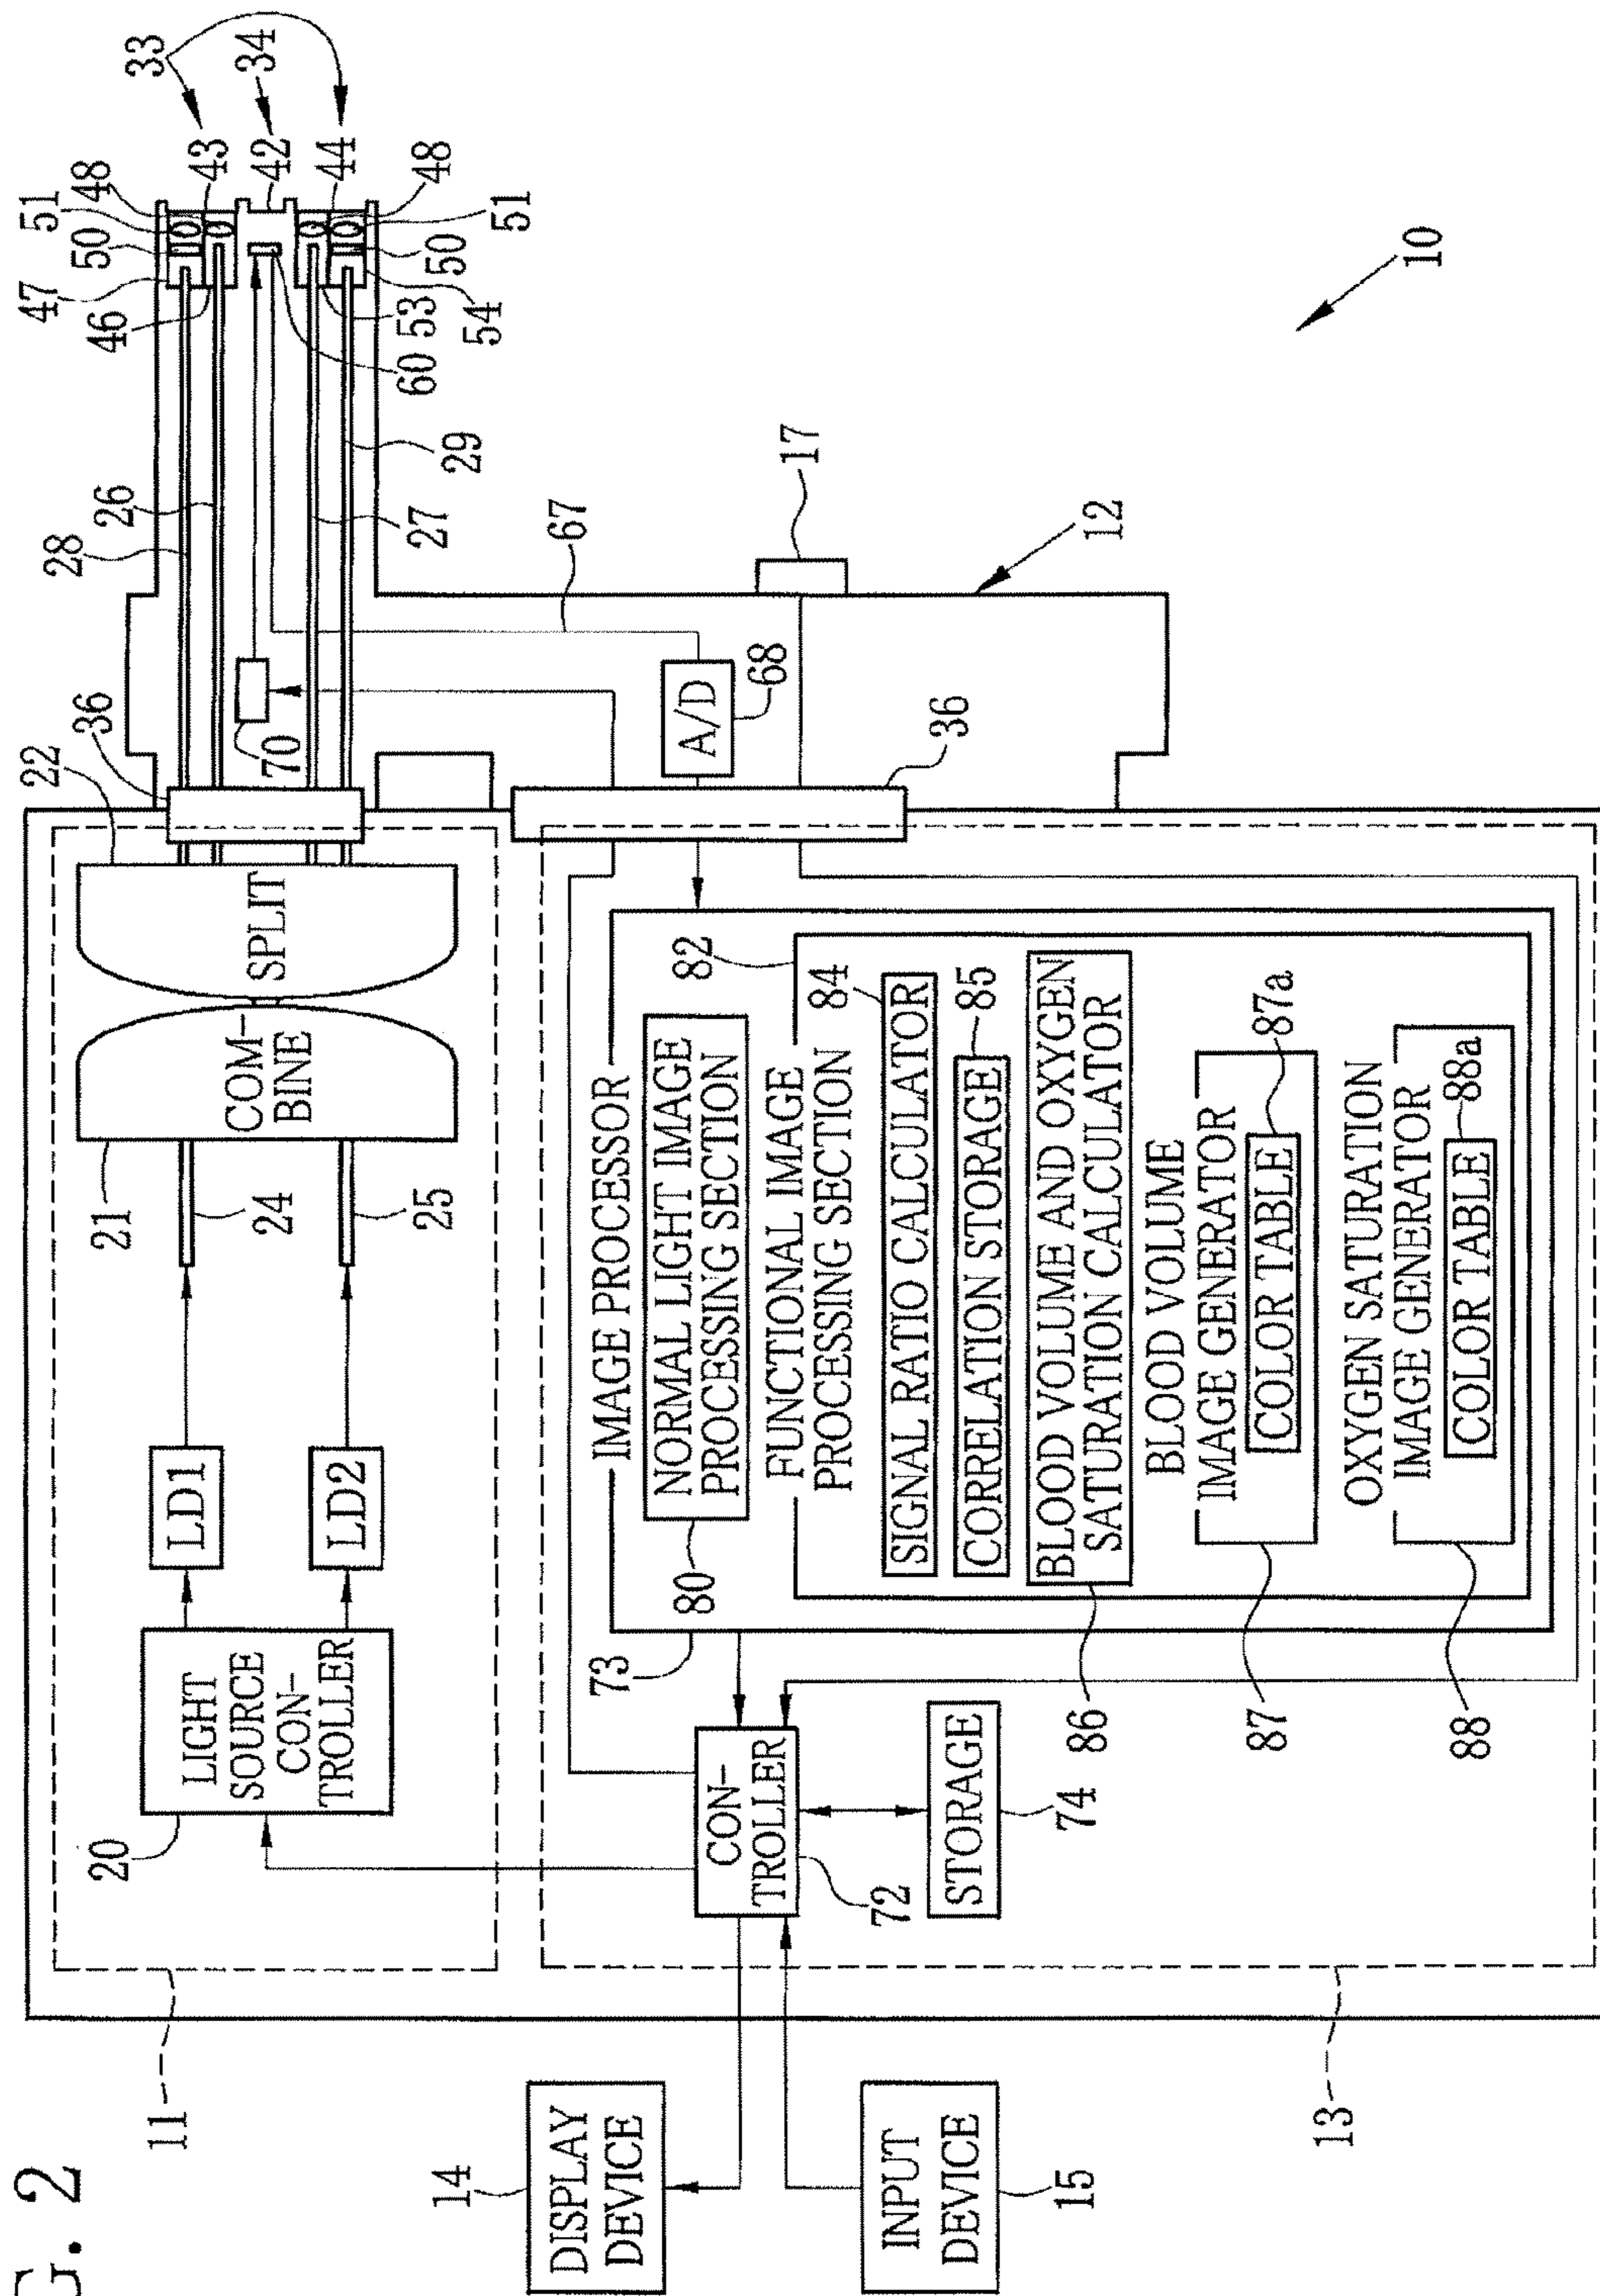 G. 2
11
20
LIGHT
SOURCE
CON-
TROLLER
LD1
LD2
24
25
21
COM-
BINE
SPLIT
22
36
28
26
27
29
70
67
47
46
50
51
48
43
33
34
42
44
48
51
50
53
54
60
17
12
10
A/D
68
36
14
DISPLAY
DEVICE
INPUT
DEVICE
15
13
CON-
TROLLER
72
STORAGE
74
73
IMAGE PROCESSOR
80
NORMAL LIGHT IMAGE
PROCESSING SECTION
82
FUNCTIONAL IMAGE
PROCESSING SECTION
84
SIGNAL RATIO CALCULATOR
85
CORRELATION STORAGE
BLOOD VOLUME AND OXYGEN
SATURATION CALCULATOR
86
BLOOD VOLUME
IMAGE GENERATOR
87a
COLOR TABLE
87
OXYGEN SATURATION
IMAGE GENERATOR
88a
COLOR TABLE
88